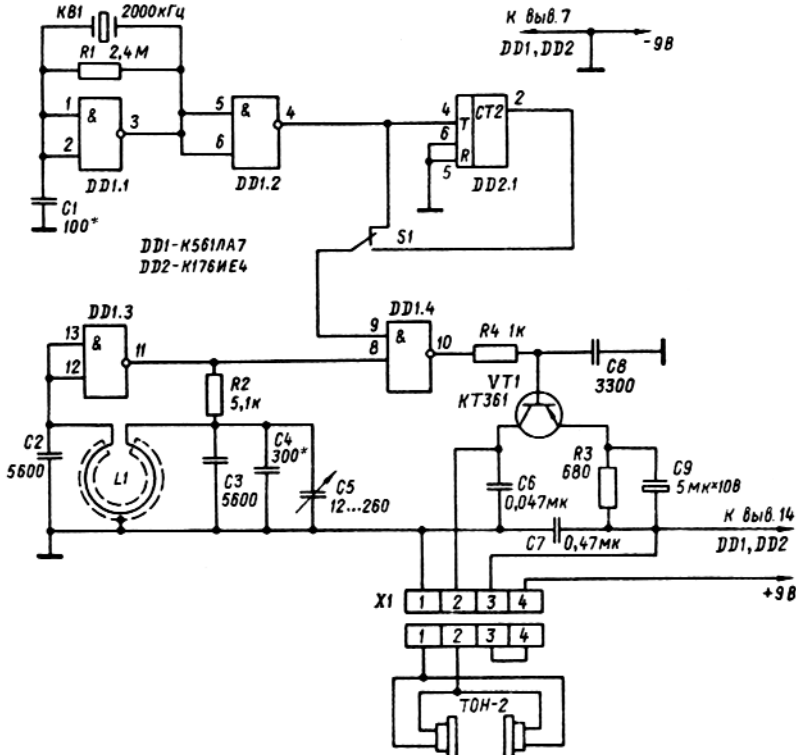 КВ1 2000кГц
R1 2,4М
1 & 3
2
DD1.1
C1
100*
5 & 4
6
DD1.2
4 T CT2 2
6
R
5
DD2.1
К выв.7
DD1,DD2
-9В
DD1-К561ЛА7
DD2-К176ИЕ4
S1
DD1.3
13 & 11
12
DD1.4
9 & 10
8
R4 1к
C8
3300
VT1
КТ361
R2
5,1к
C2
5600
L1
C3
5600
C4
300*
C5
12...260
C6
0,047мк
R3
680
C9
5мк×10В
C7 0,47мк
К выв.14
DD1,DD2
+9В
X1 1 2 3 4
1 2 3 4
ТОН-2